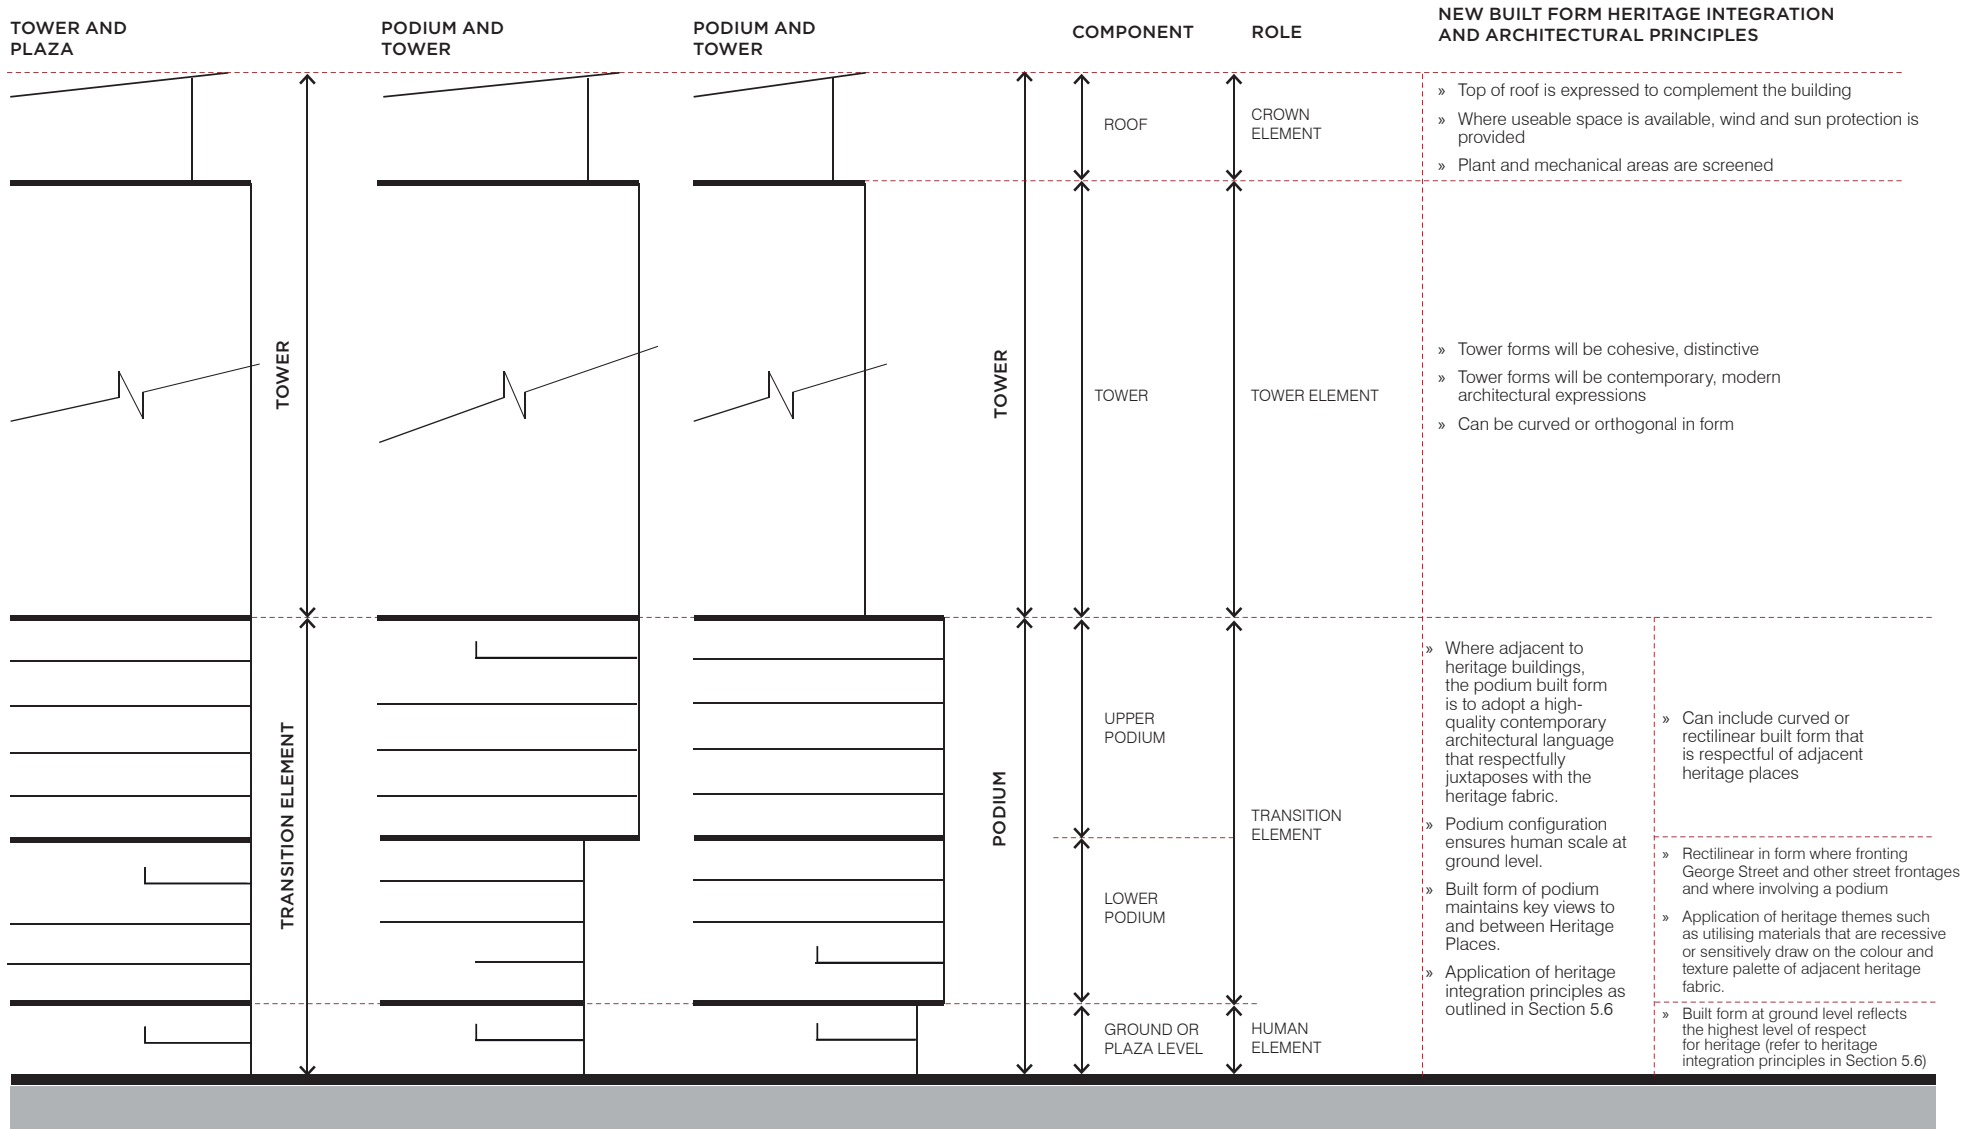 TOWER AND
PLAZA
PODIUM AND
TOWER
PODIUM AND
TOWER
COMPONENT
ROLE
NEW BUILT FORM HERITAGE INTEGRATION
AND ARCHITECTURAL PRINCIPLES
ROOF
CROWN
ELEMENT
» Top of roof is expressed to complement the building
» Where useable space is available, wind and sun protection is
provided
» Plant and mechanical areas are screened
TOWER
TOWER
TOWER
TOWER ELEMENT
» Tower forms will be cohesive, distinctive
» Tower forms will be contemporary, modern
architectural expressions
» Can be curved or orthogonal in form
TRANSITION ELEMENT
PODIUM
UPPER
PODIUM
LOWER
PODIUM
TRANSITION
ELEMENT
» Where adjacent to
heritage buildings,
the podium built form
is to adopt a high-
quality contemporary
architectural language
that respectfully
juxtaposes with the
heritage fabric.
» Podium configuration
ensures human scale at
ground level.
» Built form of podium
maintains key views to
and between Heritage
Places.
» Application of heritage
integration principles as
outlined in Section 5.6
» Can include curved or
rectilinear built form that
is respectful of adjacent
heritage places
» Rectilinear in form where fronting
George Street and other street frontages
and where involving a podium
» Application of heritage themes such
as utilising materials that are recessive
or sensitively draw on the colour and
texture palette of adjacent heritage
fabric.
GROUND OR
PLAZA LEVEL
HUMAN
ELEMENT
» Built form at ground level reflects
the highest level of respect
for heritage (refer to heritage
integration principles in Section 5.6)